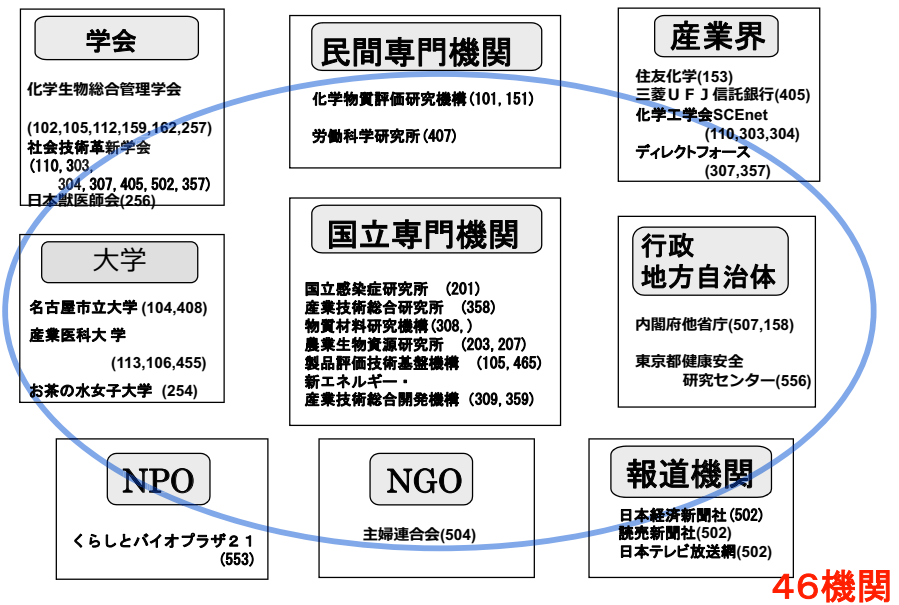 学会
化学生物総合管理学会
(102,105,112,159,162,257)
社会技術革新学会
(110,303,
304,307,405,502,357)
日本獣医師会(256)
民間専門機関
化学物質評価研究機構(101,151)
労働科学研究所(407)
産業界
住友化学(153)
三菱UFJ信託銀行(405)
化学工学会SCEnet
(110,303,304)
ディレクトフォース
(307,357)
大学
名古屋市立大学(104,408)
産業医科大学
(113,106,455)
お茶の水女子大学 (254)
国立専門機関
国立感染症研究所 (201)
産業技術総合研究所 (358)
物質材料研究機構(308,)
農業生物資源研究所 (203,207)
製品評価技術基盤機構 (105,465)
新エネルギー・
産業技術総合開発機構 (309,359)
行政
地方自治体
内閣府他省庁(507,158)
東京都健康安全
研究センター(556)
NPO
くらしとバイオプラザ21
(553)
NGO
主婦連合会(504)
報道機関
日本経済新聞社(502)
読売新聞社(502)
日本テレビ放送網(502)
46機関